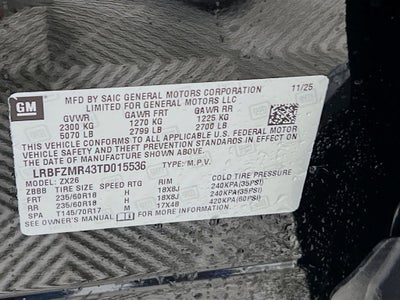 GM
MFD BY SAIC GENERAL MOTORS CORPORATION 11/25
LIMITED FOR GENERAL MOTORS LLC
GVWR GAWR FRT GAWR RR
2300 KG 1270 KG 1225 KG
5070 LB 2799 LB 2700 LB
THIS VEHICLE CONFORMS TO ALL APPLICABLE U.S. FEDERAL MOTOR
VEHICLE SAFETY AND THEFT PREVENTION STANDARDS IN EFFECT
ON THE DATE OF MANUFACTURE SHOWN ABOVE.
LRBFZMR43TD015536 TYPE: M.P.V.
MODEL: ZX26
ZBBB TIRE SIZE SPEED RTG RIM COLD TIRE PRESSURE
FRT 235/60R18 H 18X8J 240KPA(35PSI)
RR 235/60R18 H 18X8J 240KPA(35PSI)
SPA T145/70R17 M 17X4B 420KPA(60PSI)
SEE OWNER'S MANUAL FOR MORE INFORMATION.